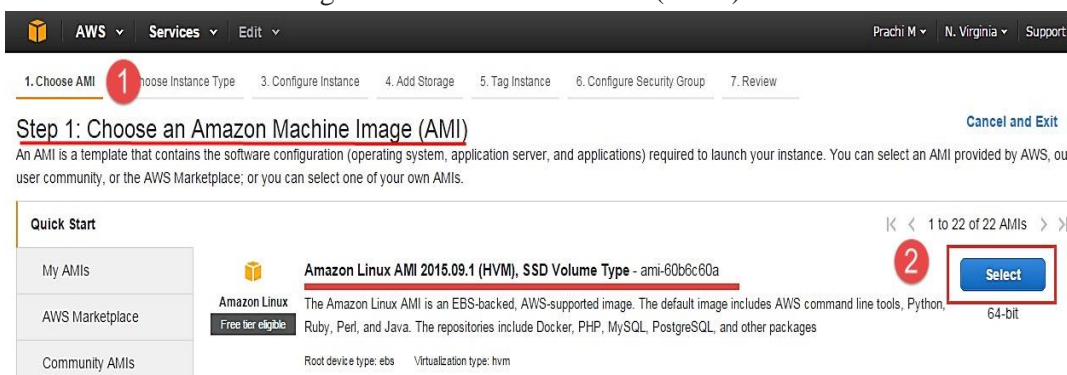 AWS Services Edit Prachi M N. Virginia Support
1. Choose AMI 1 hoose Instance Type 3. Configure Instance 4. Add Storage 5. Tag Instance 6. Configure Security Group 7. Review
Step 1: Choose an Amazon Machine Image (AMI) Cancel and Exit
An AMI is a template that contains the software configuration (operating system, application server, and applications) required to launch your instance. You can select an AMI provided by AWS, ou
user community, or the AWS Marketplace; or you can select one of your own AMIs.
Quick Start 1 to 22 of 22 AMIs
My AMIs
AWS Marketplace
Community AMIs
Amazon Linux
Free tier eligible
Amazon Linux AMI 2015.09.1 (HVM), SSD Volume Type - ami-60b6c60a
The Amazon Linux AMI is an EBS-backed, AWS-supported image. The default image includes AWS command line tools, Python,
Ruby, Perl, and Java. The repositories include Docker, PHP, MySQL, PostgreSQL, and other packages
Root device type: ebs Virtualization type: hvm
2 Select
64-bit